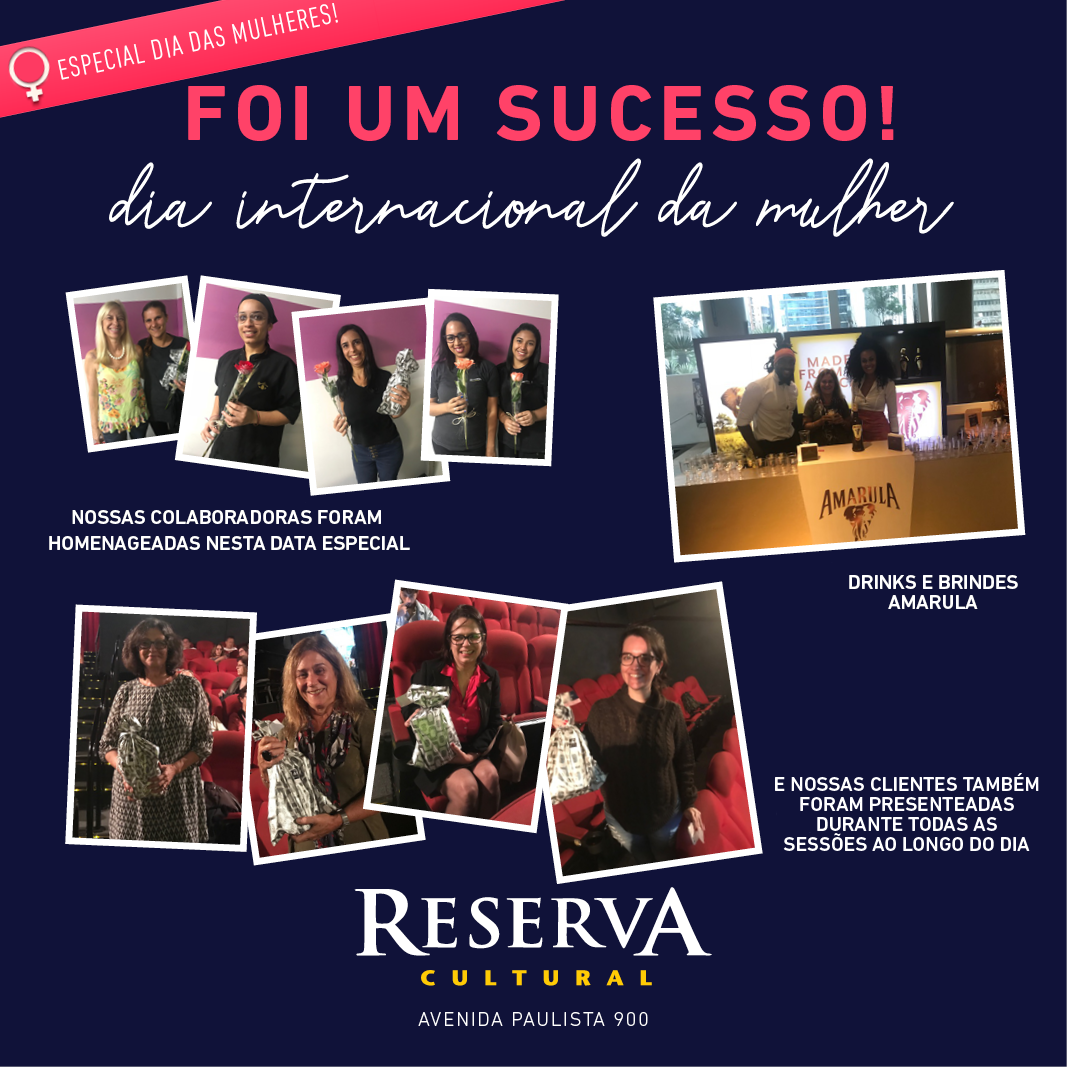 ESPECIAL DIA DAS MULHERES!
FOI UM SUCESSO!
dia internacional da mulher
MADE
FROM
AMARULA
NOSSAS COLABORADORAS FORAM
HOMENAGEADAS NESTA DATA ESPECIAL
DRINKS E BRINDES
AMARULA
E NOSSAS CLIENTES TAMBÉM
FORAM PRESENTEADAS
DURANTE TODAS AS
SESSÕES AO LONGO DO DIA
RESERVA
CULTURAL
AVENIDA PAULISTA 900